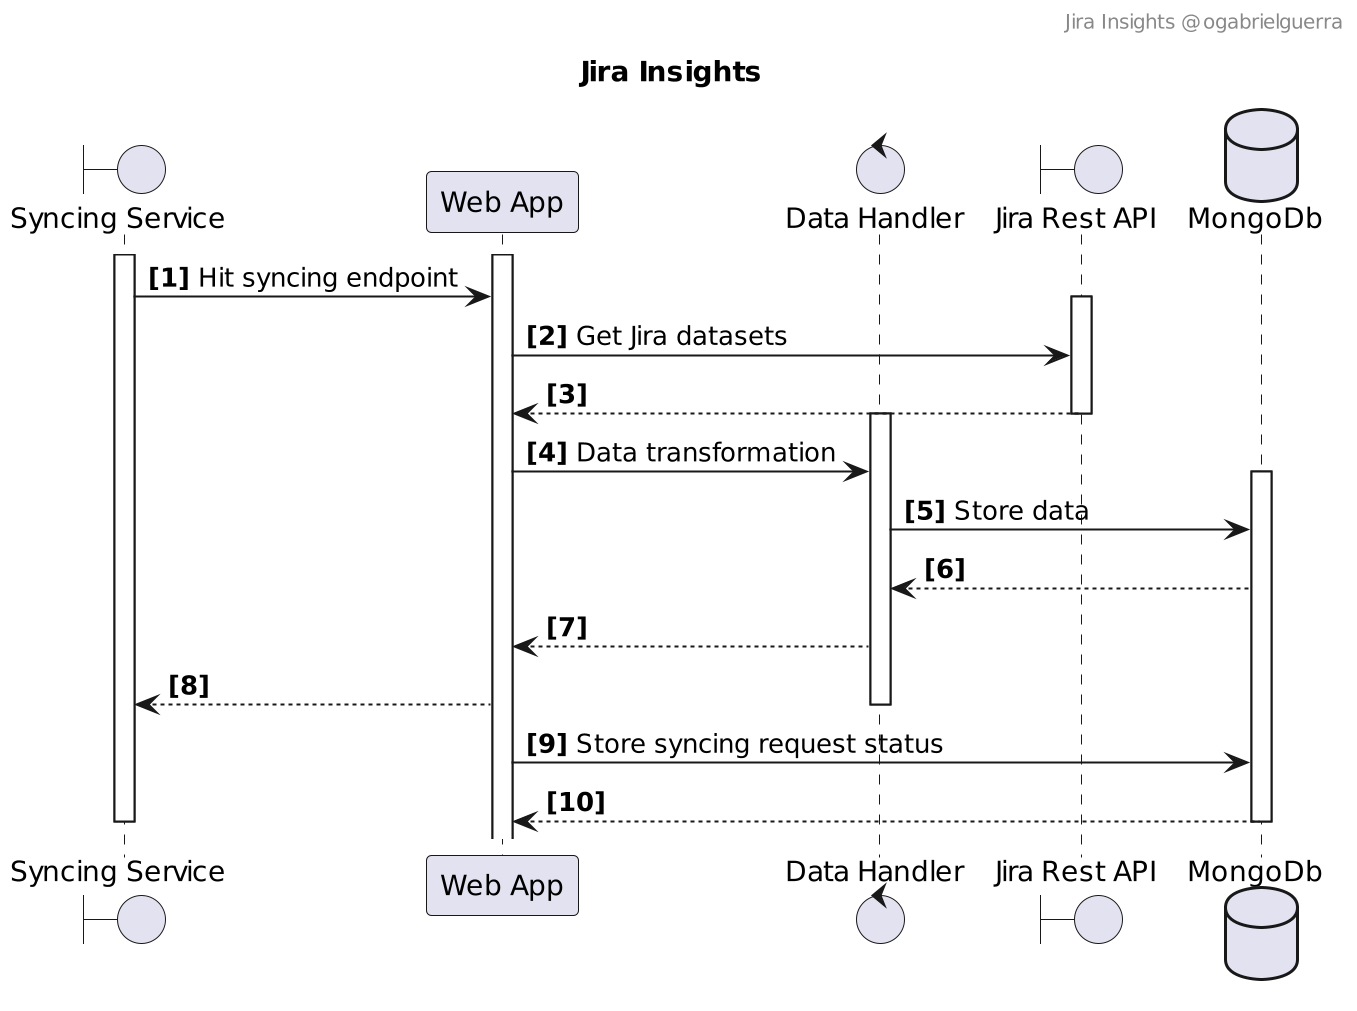 Jira Insights @ogabrielguerra
Jira Insights
Syncing Service
Web App
Data Handler
Jira Rest API
MongoDb
[1] Hit syncing endpoint
[2] Get Jira datasets
[3]
[4] Data transformation
[5] Store data
[6]
[7]
[8]
[9] Store syncing request status
[10]
Syncing Service
Web App
Data Handler
Jira Rest API
MongoDb